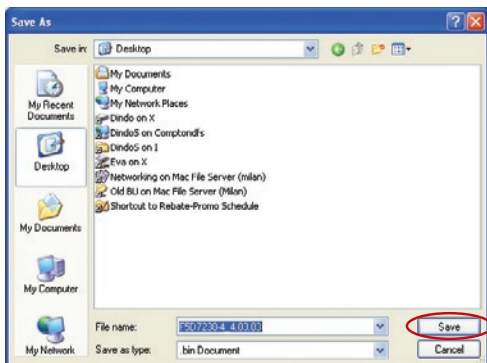 Save As
Save in:
Desktop
My Documents
My Computer
My Network Places
Dindo on X
DindoS on Comptondfs
DindoS on I
Eva on X
Networking on Mac File Server (milan)
Old BU on Mac File Server (Milan)
Shortcut to Rebate-Promo Schedule
My Recent
Documents
Desktop
My Documents
My Computer
My Network
File name:
Save
Save as type:
.bin Document
Cancel